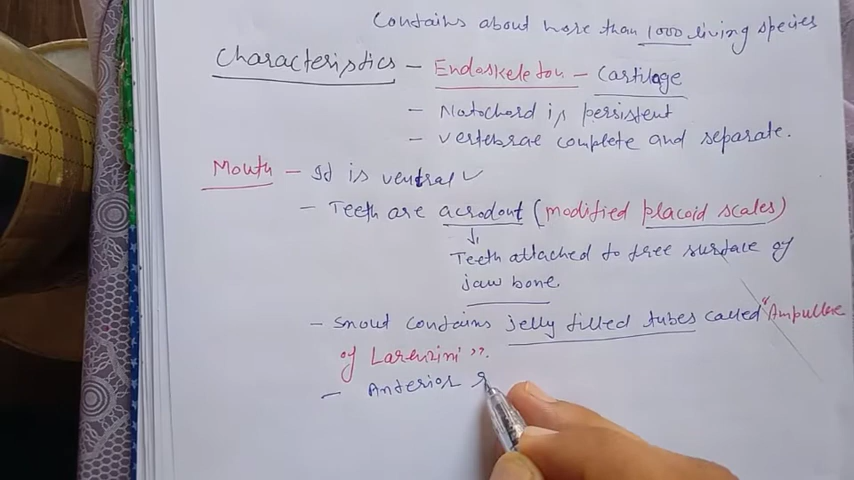 Contains about more than 1000 living species
Characteristics - Endoskeleton - Cartilage
- Notochord is persistent
- vertebrae complete and separate.
Mouth - It is ventral ✓
- Teeth are acrodont (modified placoid scales)
↓
Teeth attached to free surface of
jaw bone.
- Snout contains jelly filled tubes called "Ampullae
of Lorenzini".
- Anterior